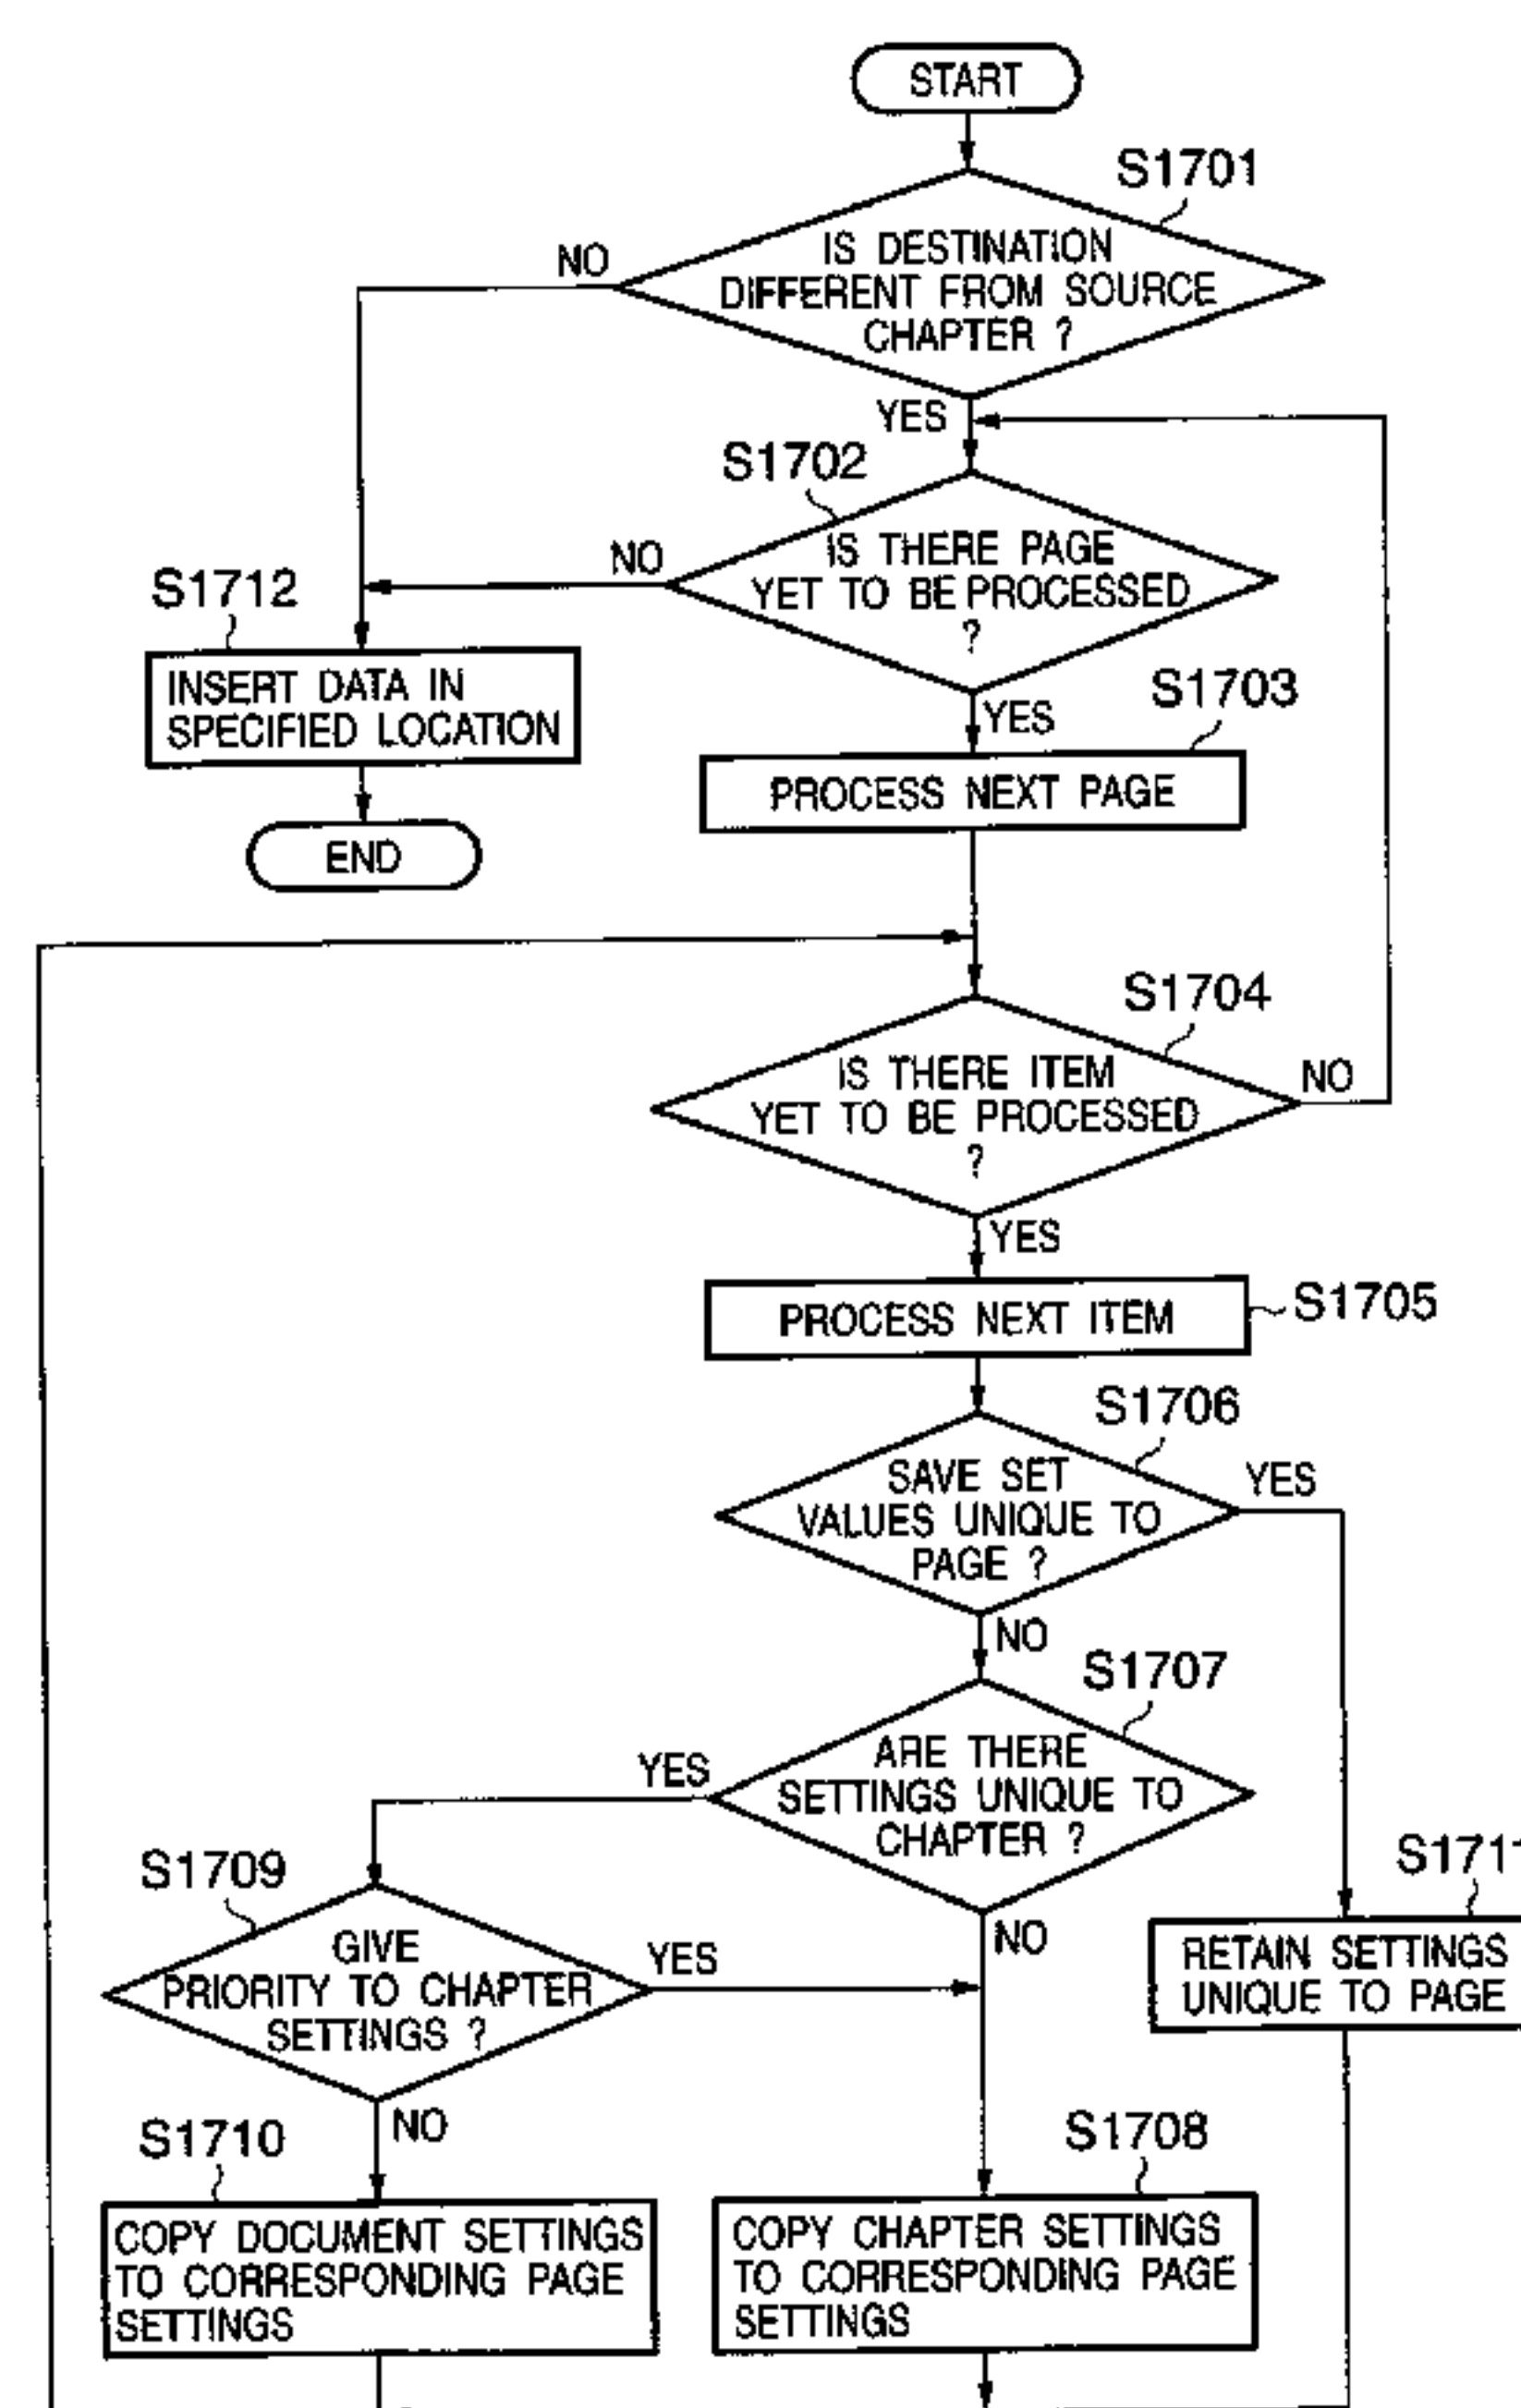 START
S1701
IS DESTINATION
DIFFERENT FROM SOURCE
CHAPTER ?
NO
YES
S1702
IS THERE PAGE
YET TO BE PROCESSED
?
NO
YES
S1712
INSERT DATA IN
SPECIFIED LOCATION
END
S1703
PROCESS NEXT PAGE
S1704
IS THERE ITEM
YET TO BE PROCESSED
?
NO
YES
PROCESS NEXT ITEM
S1705
S1706
SAVE SET
VALUES UNIQUE TO
PAGE ?
YES
NO
S1707
ARE THERE
SETTINGS UNIQUE TO
CHAPTER ?
YES
NO
S1709
GIVE
PRIORITY TO CHAPTER
SETTINGS ?
YES
NO
S1711
RETAIN SETTINGS
UNIQUE TO PAGE
S1710
COPY DOCUMENT SETTINGS
TO CORRESPONDING PAGE
SETTINGS
S1708
COPY CHAPTER SETTINGS
TO CORRESPONDING PAGE
SETTINGS